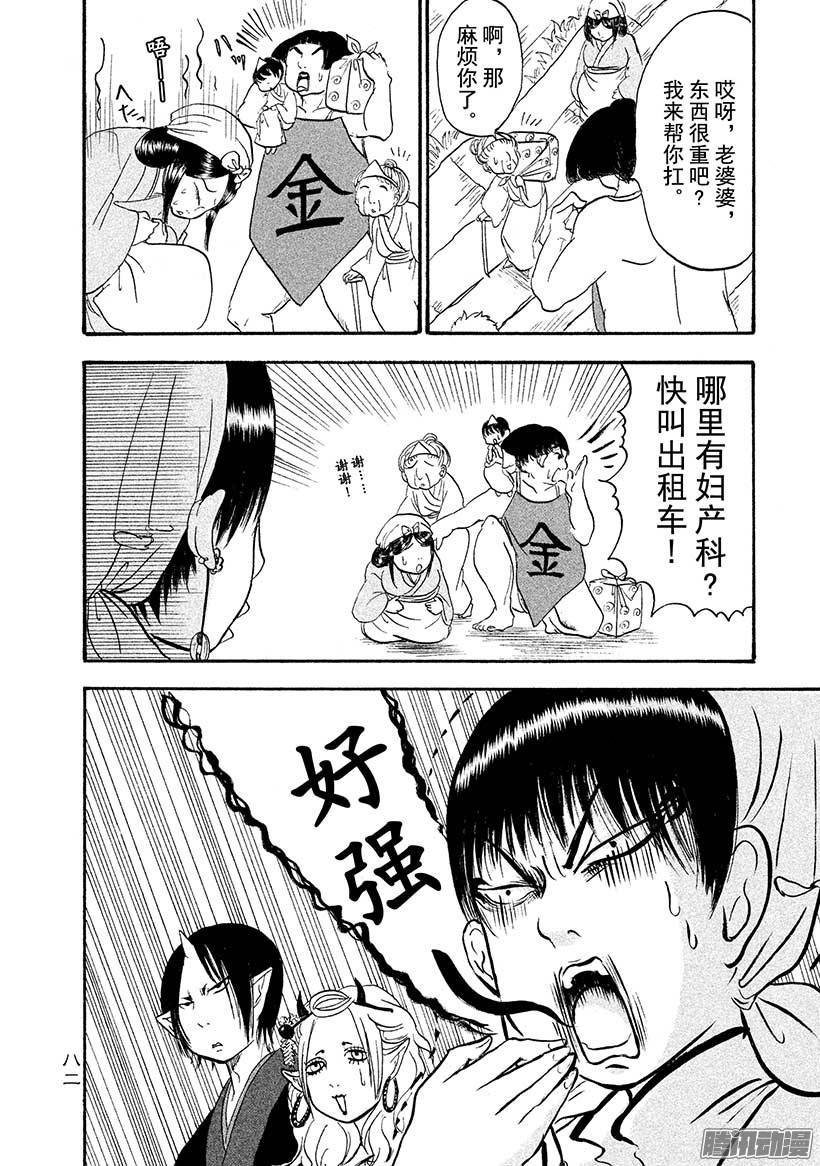 哎呀，老婆婆，
东西很重吧？
我来帮你扛。
啊，那
麻烦你了。
金
唔——
へた…
哪里有妇产科？
快叫出租车！
谢……
谢谢！
金
好
强
八二
腾讯动漫